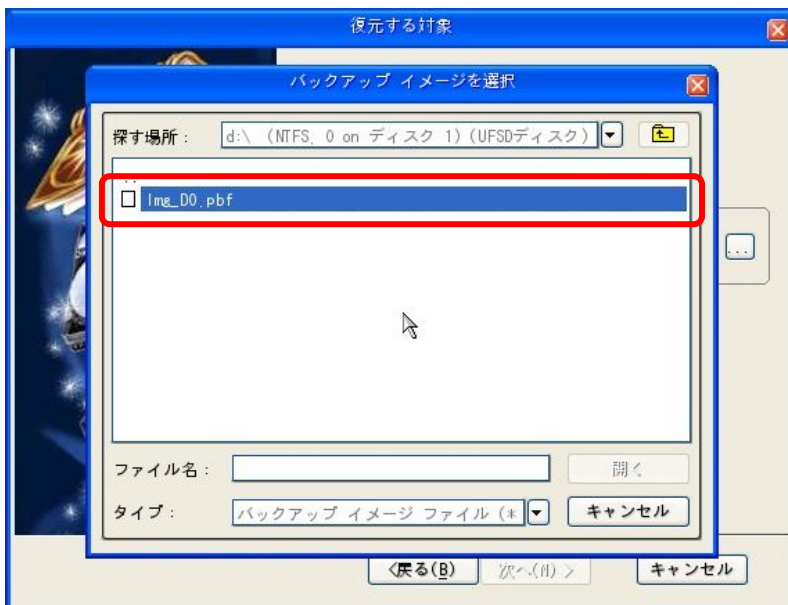 復元する対象
バックアップ イメージを選択
探す場所： d:\ (NTFS, 0 on ディスク 1)(UFSDディスク)
..
Img_D0.pbf
...
ファイル名： 開く
タイプ： バックアップ イメージ ファイル (* キャンセル
<戻る(B) 次へ(N) > キャンセル